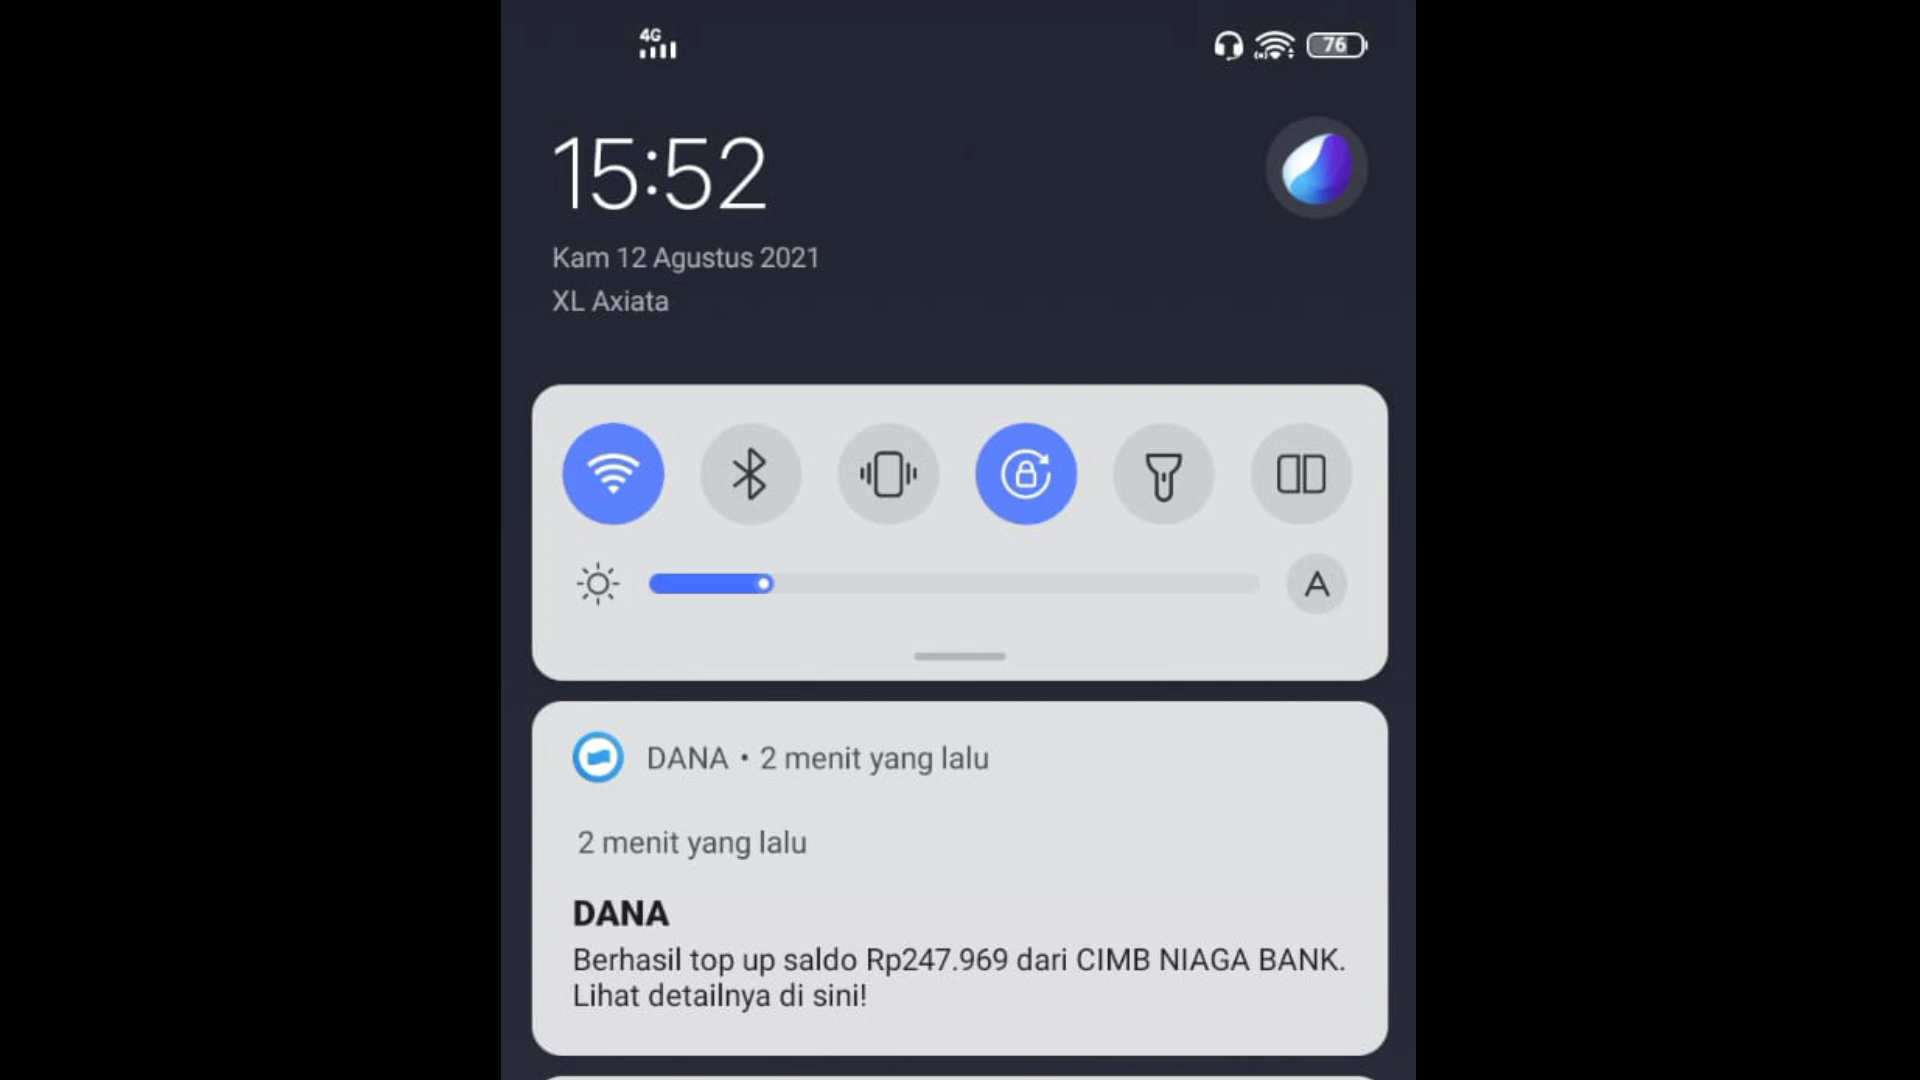 4G
76
15:52
Kam 12 Agustus 2021
XL Axiata
A
DANA • 2 menit yang lalu
2 menit yang lalu
DANA
Berhasil top up saldo Rp247.969 dari CIMB NIAGA BANK.
Lihat detailnya di sini!